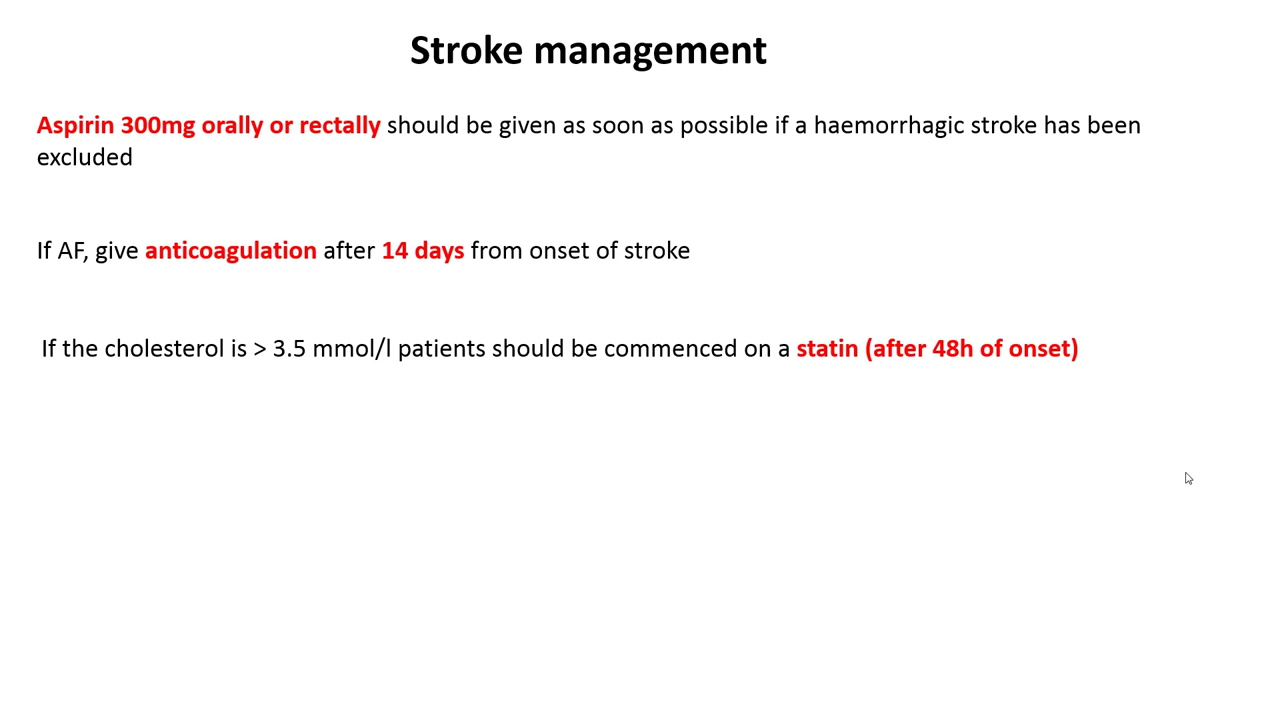 Stroke management
Aspirin 300mg orally or rectally should be given as soon as possible if a haemorrhagic stroke has been
excluded
If AF, give anticoagulation after 14 days from onset of stroke
If the cholesterol is > 3.5 mmol/l patients should be commenced on a statin (after 48h of onset)